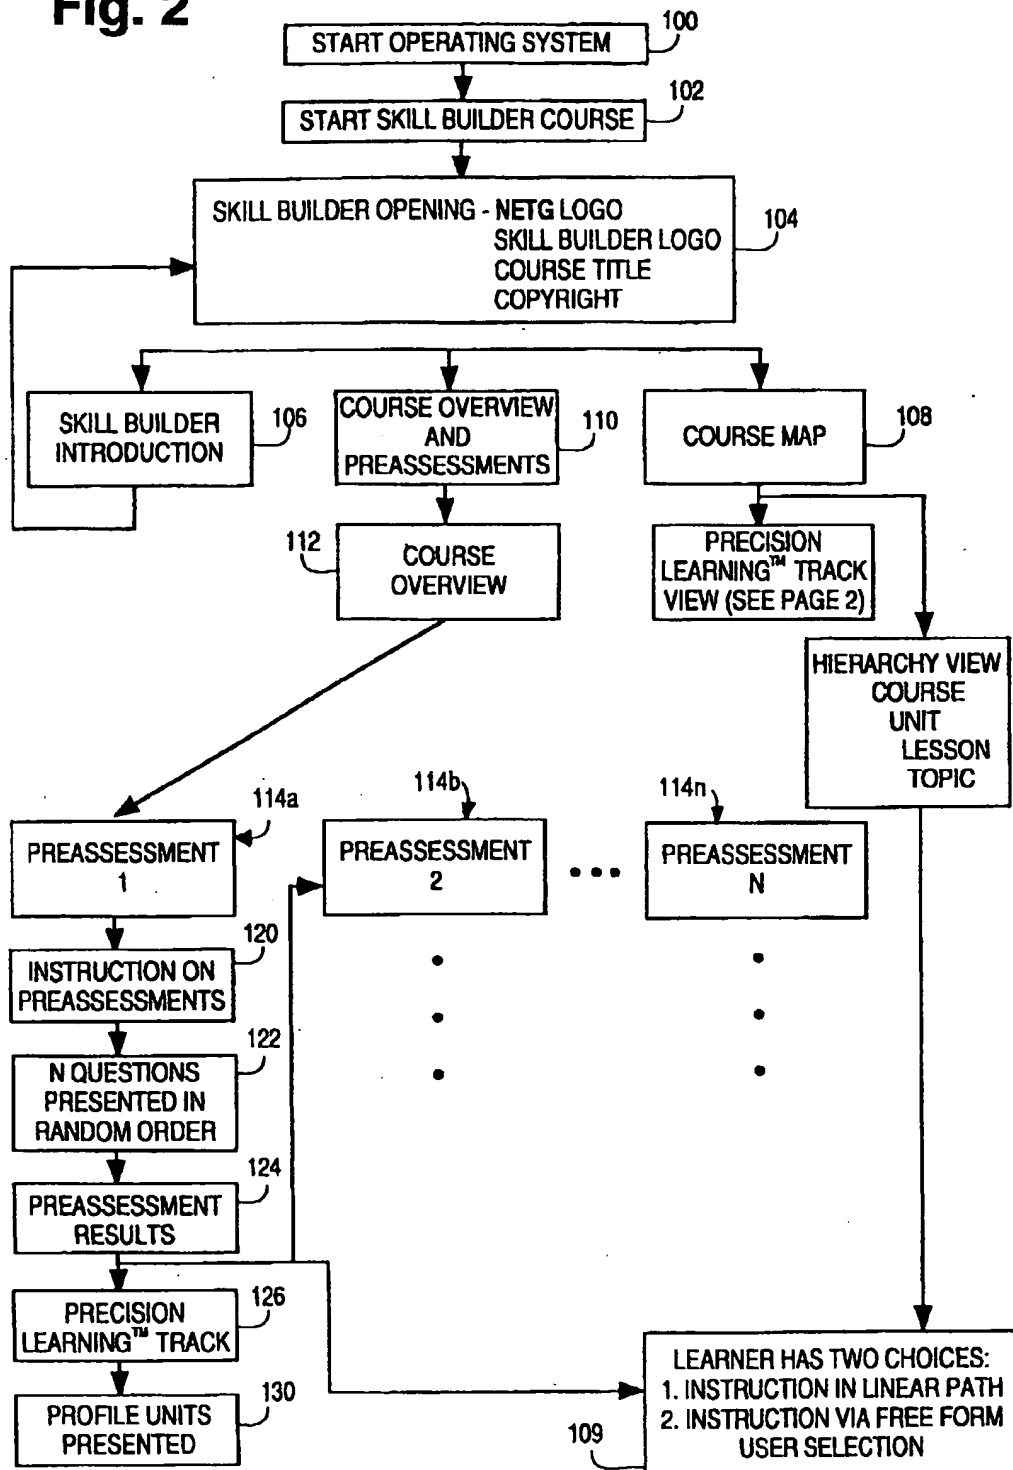 Fig. 2
100
START OPERATING SYSTEM
102
START SKILL BUILDER COURSE
SKILL BUILDER OPENING - NETG LOGO
SKILL BUILDER LOGO
COURSE TITLE
COPYRIGHT
104
SKILL BUILDER
INTRODUCTION
106
COURSE OVERVIEW
AND
PREASSESSMENTS
110
COURSE MAP
108
112
COURSE
OVERVIEW
PRECISION
LEARNING™ TRACK
VIEW (SEE PAGE 2)
HIERARCHY VIEW
COURSE
UNIT
LESSON
TOPIC
114a
PREASSESSMENT
1
114b
PREASSESSMENT
2
114n
PREASSESSMENT
N
120
INSTRUCTION ON
PREASSESSMENTS
122
N QUESTIONS
PRESENTED IN
RANDOM ORDER
124
PREASSESSMENT
RESULTS
126
PRECISION
LEARNING™ TRACK
130
PROFILE UNITS
PRESENTED
LEARNER HAS TWO CHOICES:
1. INSTRUCTION IN LINEAR PATH
2. INSTRUCTION VIA FREE FORM
USER SELECTION
109